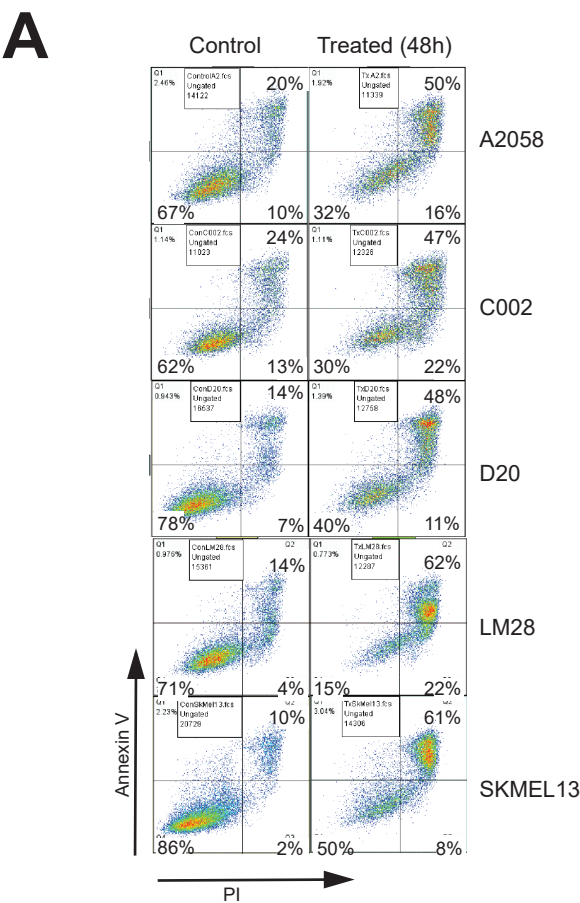 A
Control Treated (48h)
Q1
2.46%
ControlA2.fcs
Ungated
14122
20%
67%
10%
Q1
1.92%
TxA2.fcs
Ungated
11339
50%
32%
16%
A2058
Q1
1.14%
ConC002.fcs
Ungated
11023
24%
62%
13%
Q1
1.11%
TxC002.fcs
Ungated
12326
47%
30%
22%
C002
Q1
0.943%
ConD20.fcs
Ungated
16637
14%
78%
7%
Q1
1.39%
TxD20.fcs
Ungated
12758
48%
40%
11%
D20
Q1
0.976%
ConLM28.fcs
Ungated
15361
Q2
14%
71%
4%
Q1
0.773%
TxLM28.fcs
Ungated
12287
Q2
62%
15%
22%
LM28
Q1
2.23%
ConSkMel13.fcs
Ungated
20729
10%
86%
2%
3.04%
TxSkMel13.fcs
Ungated
14306
61%
50%
8%
SKMEL13
Annexin V
PI